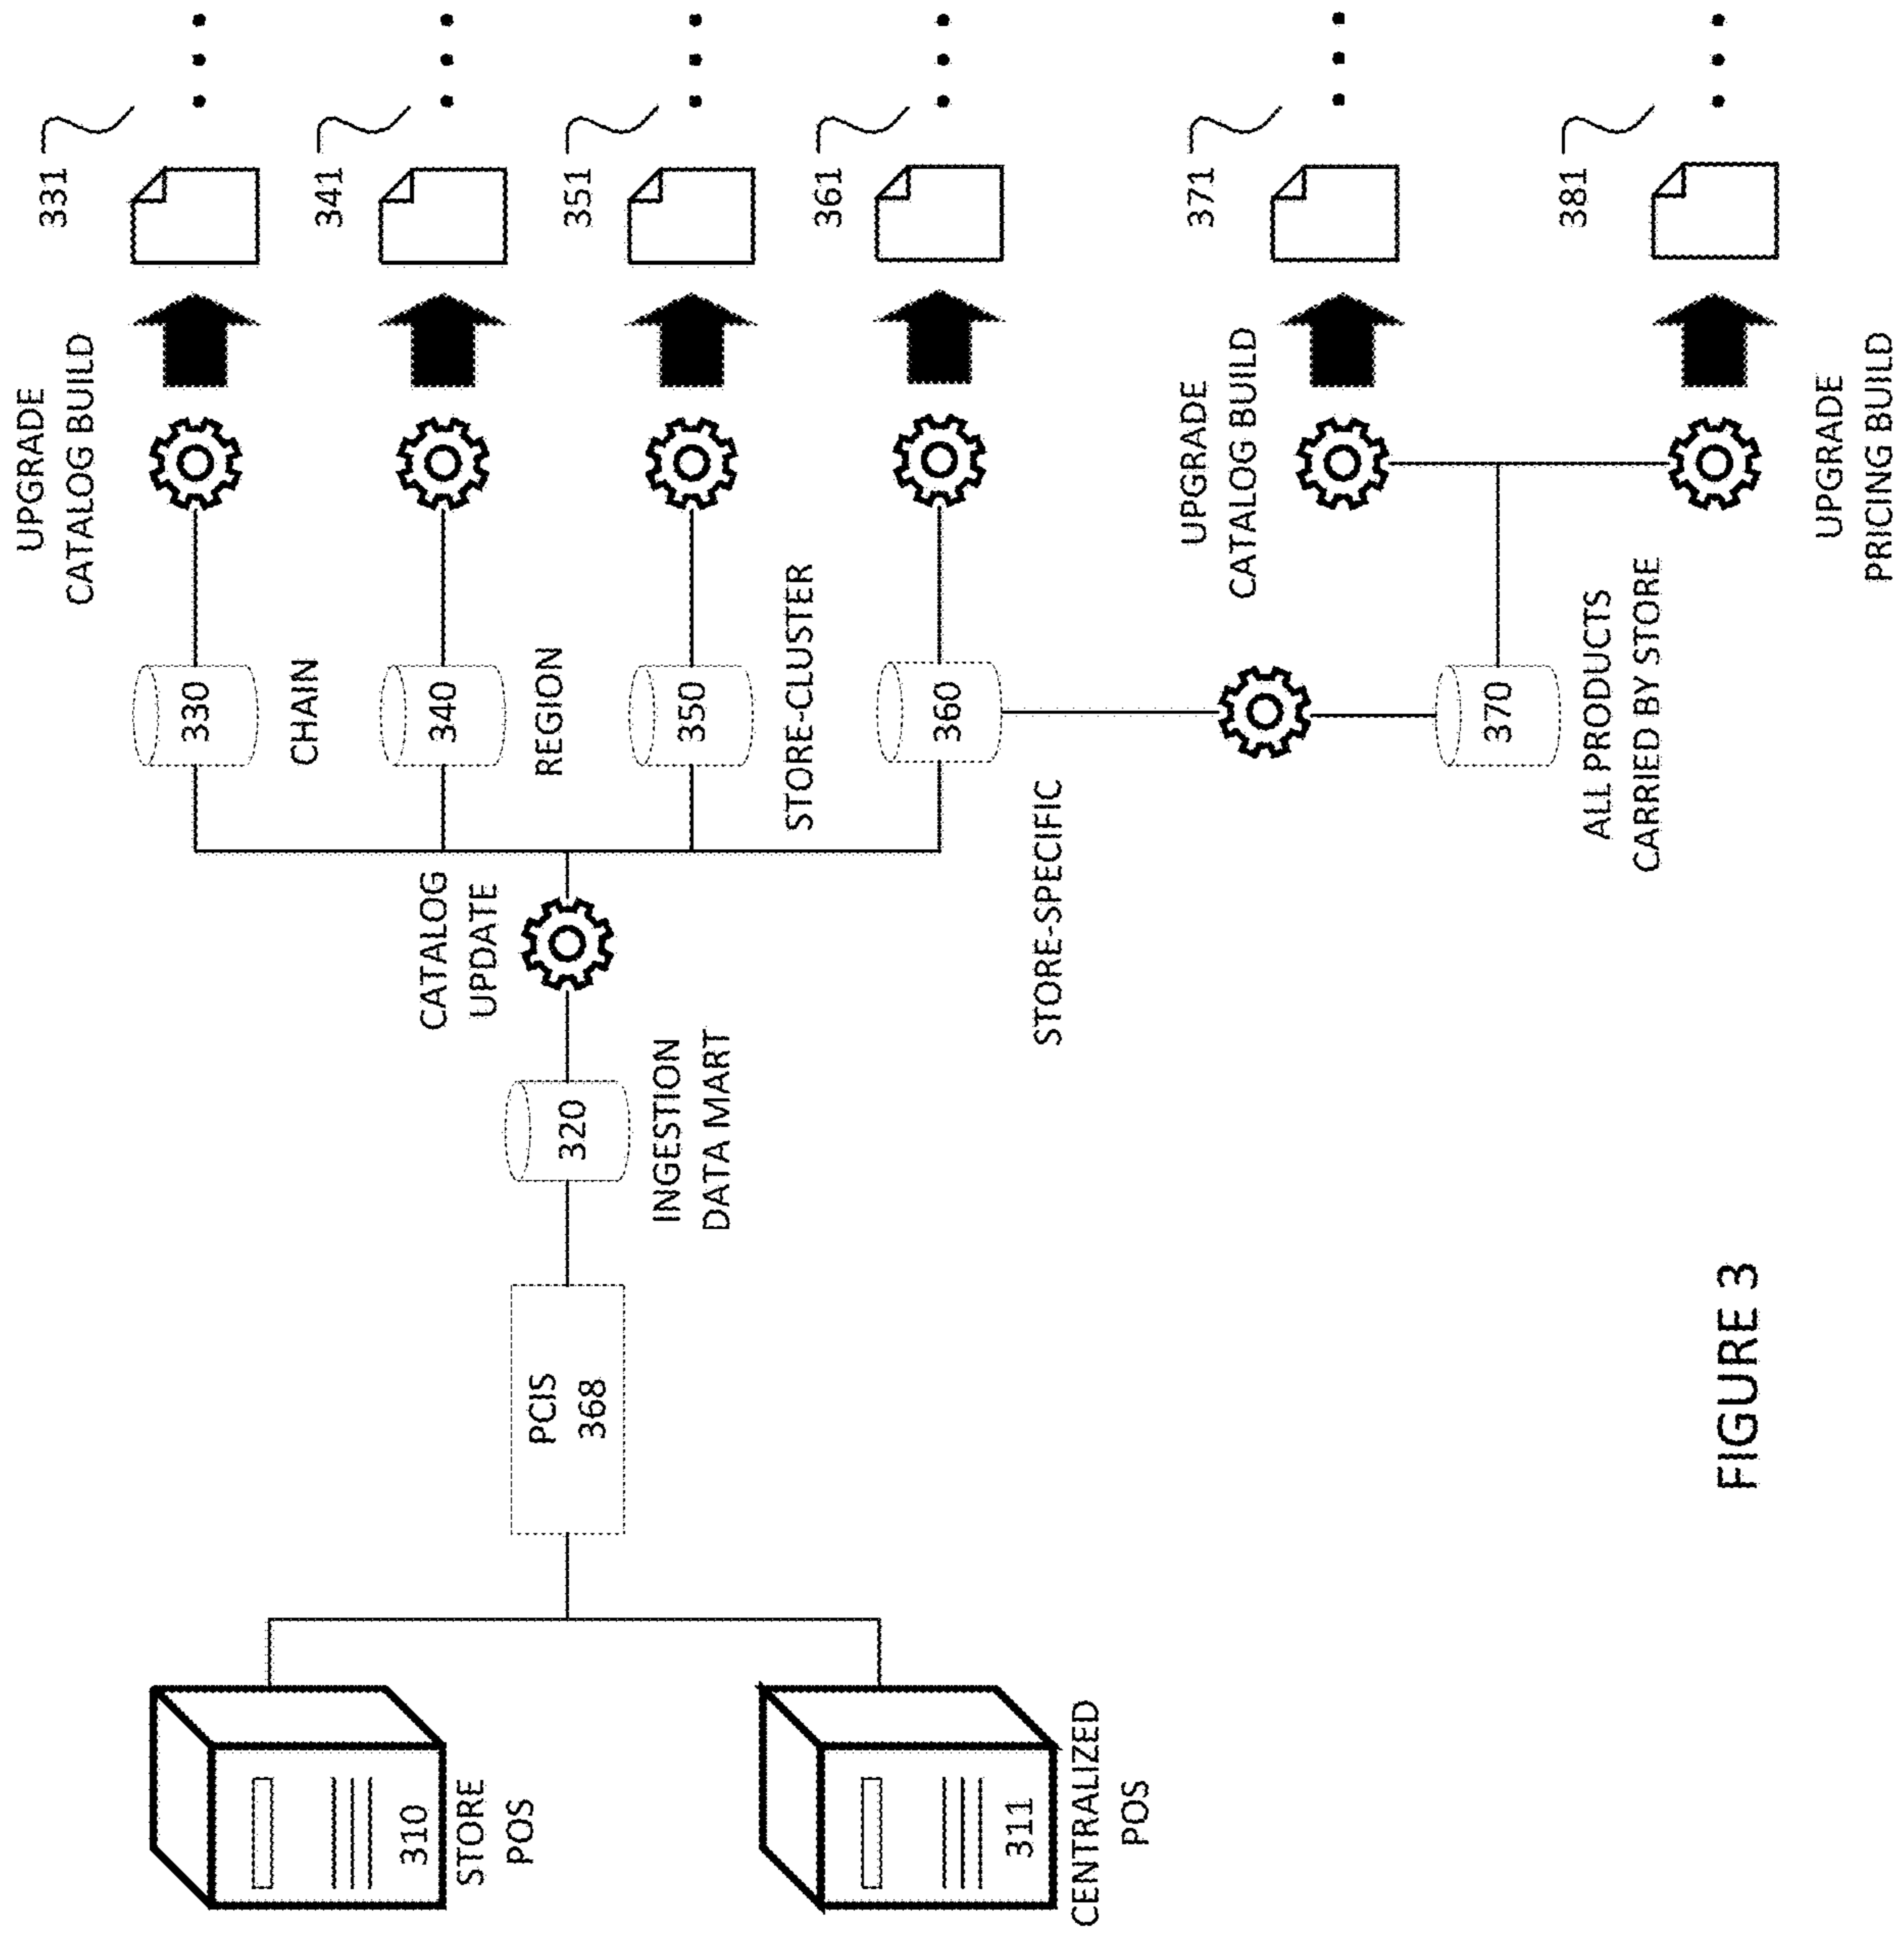 UPGRADE
CATALOG BUILD
331
330
CHAIN
341
340
REGION
CATALOG
UPDATE
351
350
STORE-CLUSTER
310
STORE
POS
PCIS
368
320
INGESTION
DATA MART
361
360
STORE-SPECIFIC
311
CENTRALIZED
POS
UPGRADE
CATALOG BUILD
371
370
ALL PRODUCTS
CARRIED BY STORE
381
UPGRADE
PRICING BUILD
FIGURE 3